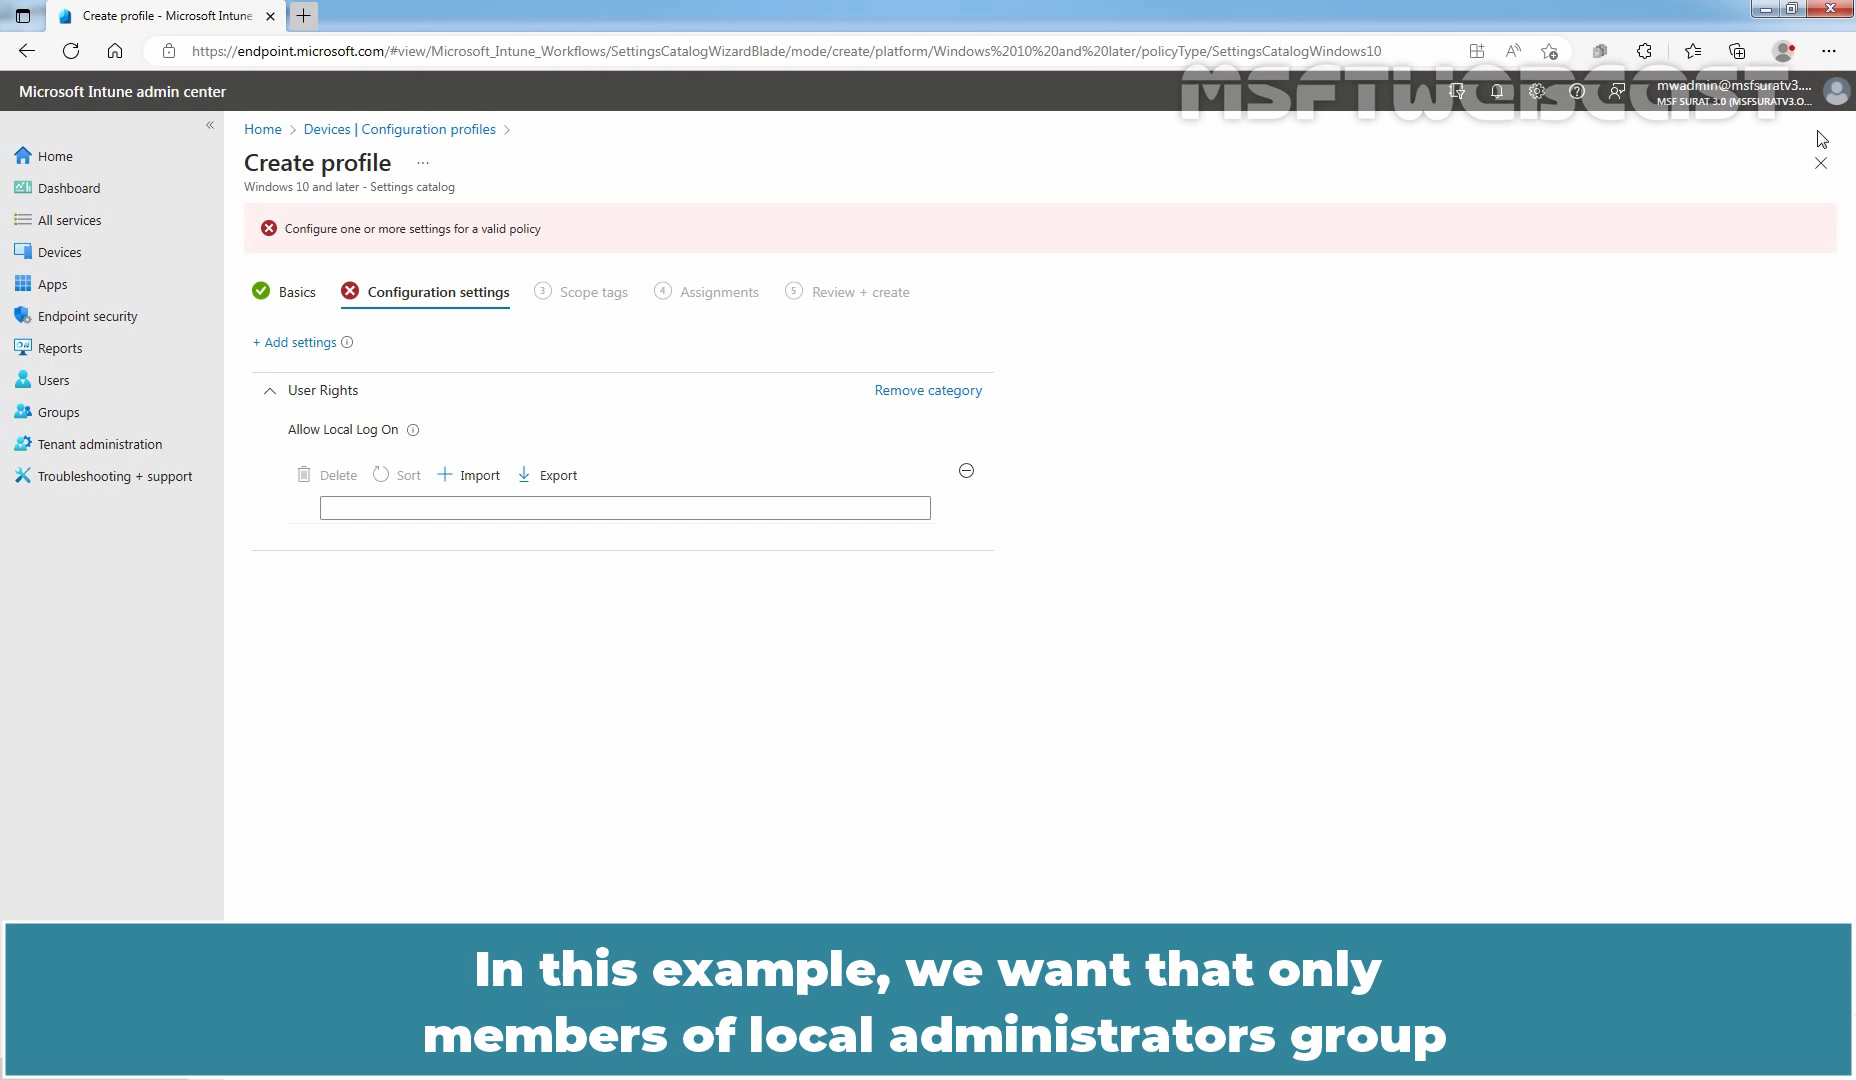 Create profile - Microsoft Intune
https://endpoint.microsoft.com/#view/Microsoft_Intune_Workflows/SettingsCatalogWizardBlade/mode/create/platform/Windows%2010%20and%20later/policyType/SettingsCatalogWindows10
MSFTWEBCAST
Microsoft Intune admin center
mwadmin@msfsuratv3....
MSF SURAT 3.0 (MSFSURATV3.O...
Home
Dashboard
All services
Devices
Apps
Endpoint security
Reports
Users
Groups
Tenant administration
Troubleshooting + support
Home > Devices | Configuration profiles >
Create profile ...
Windows 10 and later - Settings catalog
Configure one or more settings for a valid policy
Basics
Configuration settings
3 Scope tags
4 Assignments
5 Review + create
+ Add settings
User Rights
Remove category
Allow Local Log On
Delete Sort Import Export
In this example, we want that only
members of local administrators group